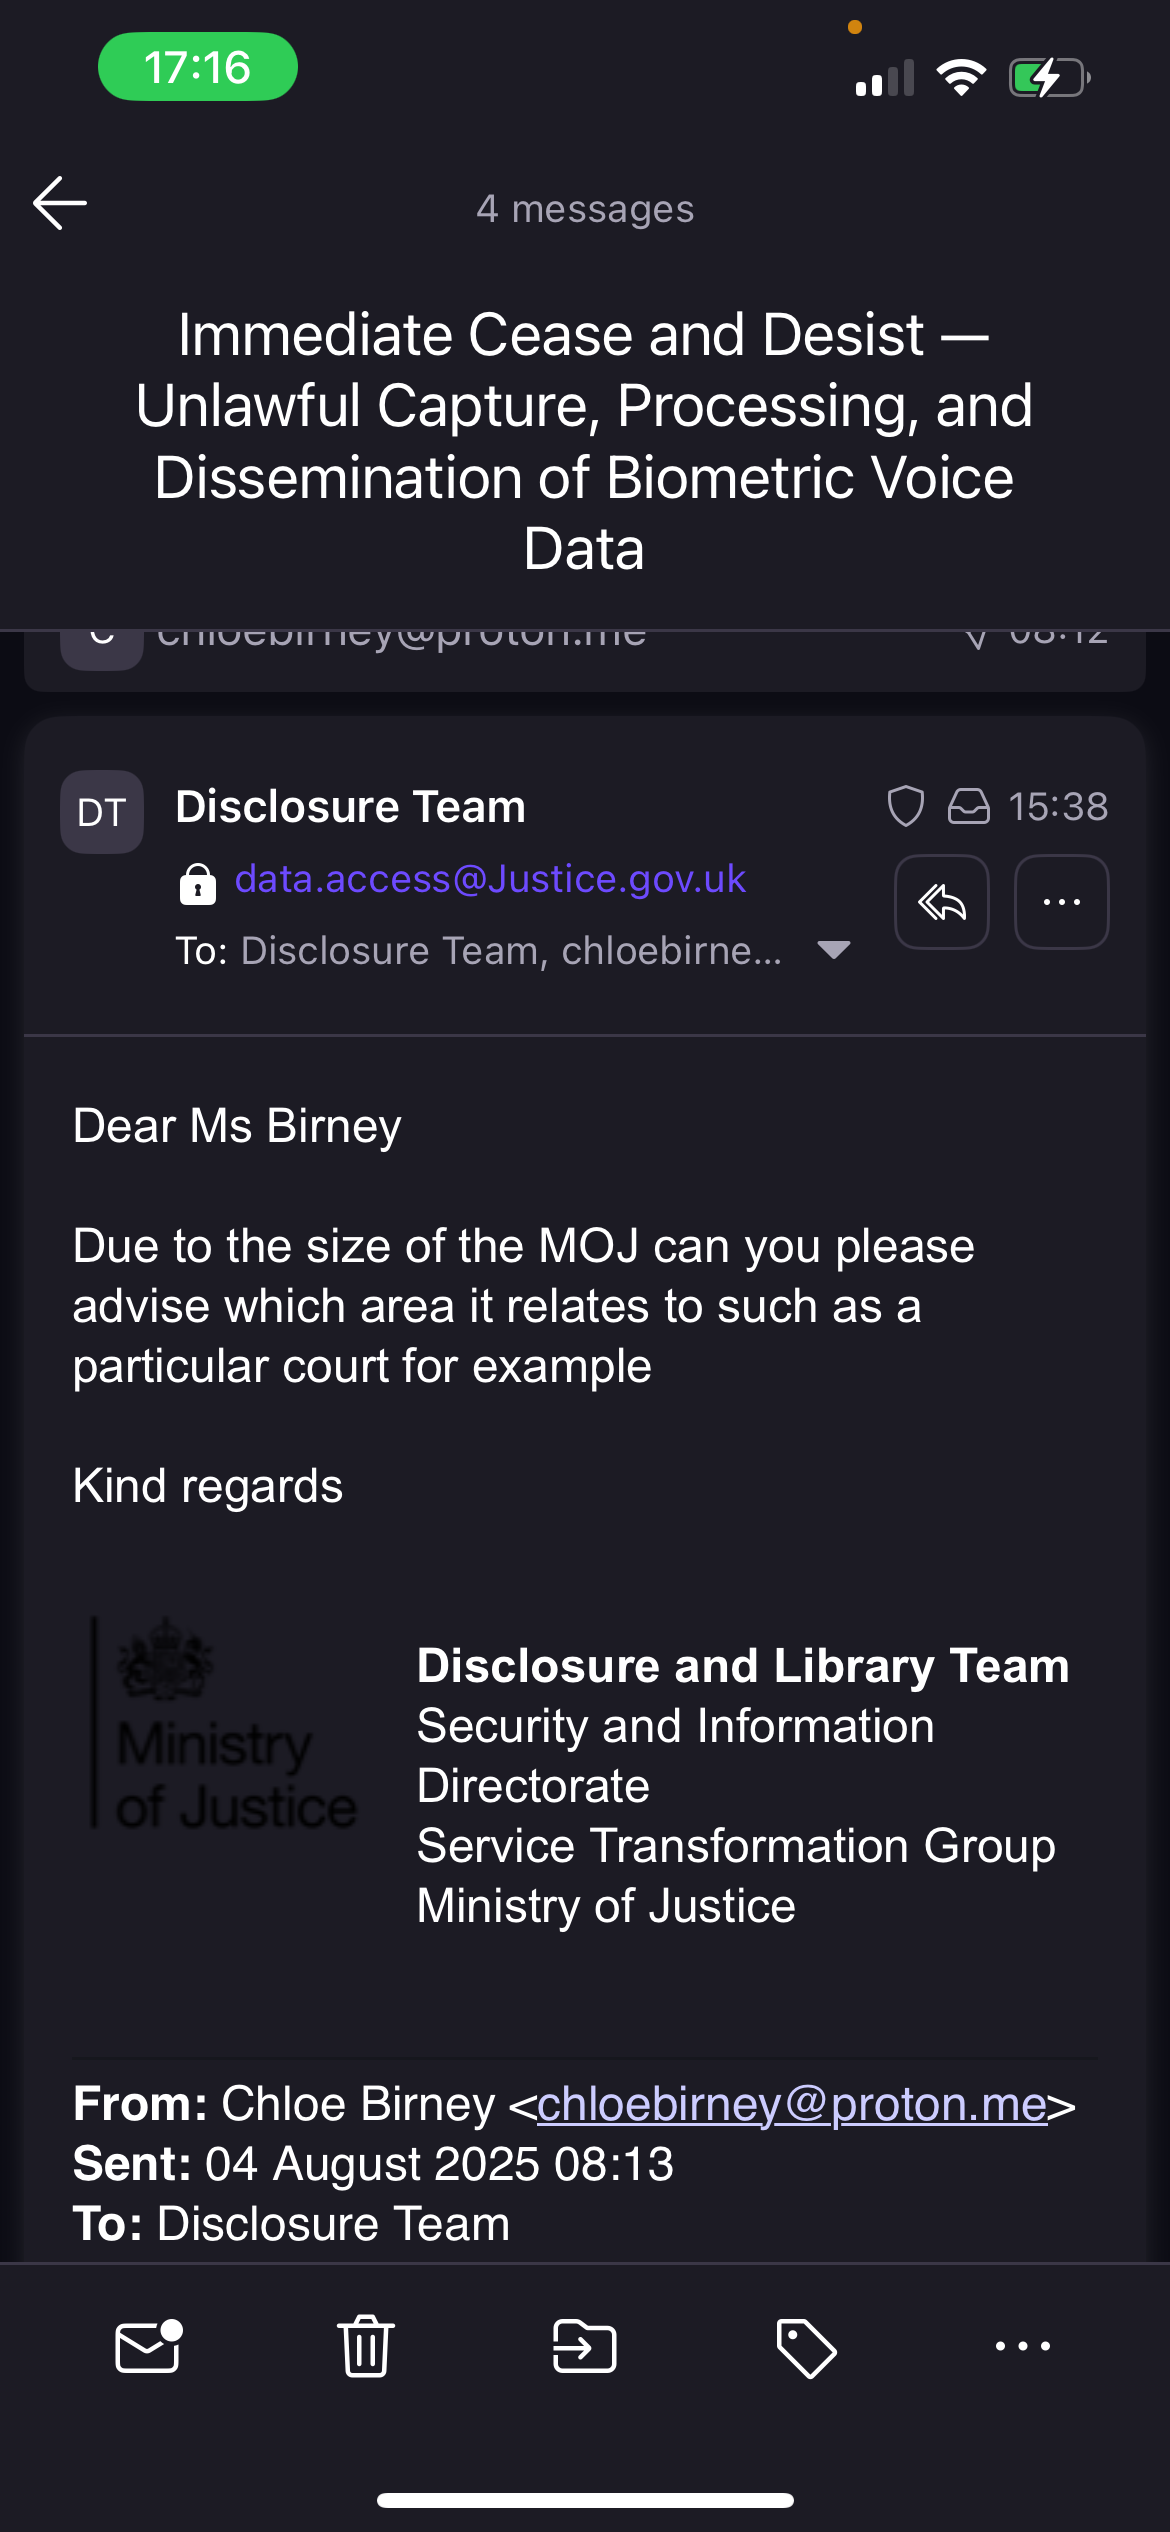 17:16
4 messages
Immediate Cease and Desist —
Unlawful Capture, Processing, and
Dissemination of Biometric Voice
Data
C chloebirney@proton.me 08:12
DT Disclosure Team 15:38
data.access@Justice.gov.uk
To: Disclosure Team, chloebirne...
Dear Ms Birney
Due to the size of the MOJ can you please
advise which area it relates to such as a
particular court for example
Kind regards
Ministry
of Justice
Disclosure and Library Team
Security and Information
Directorate
Service Transformation Group
Ministry of Justice
From: Chloe Birney <chloebirney@proton.me>
Sent: 04 August 2025 08:13
To: Disclosure Team